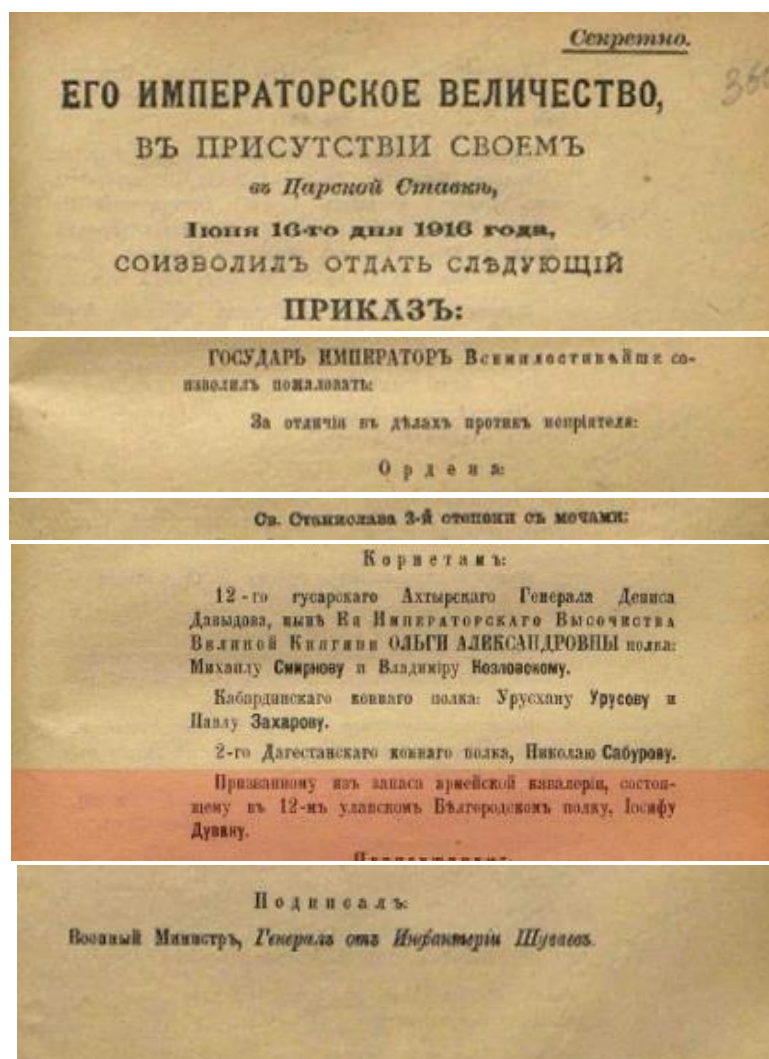 Секретно.
ЕГО ИМПЕРАТОРСКОЕ ВЕЛИЧЕСТВО,
ВЪ ПРИСУТСТВІИ СВОЕМЪ
въ Царской Ставкѣ,
Іюня 16-го дня 1916 года,
СОИЗВОЛИЛЪ ОТДАТЬ СЛѢДУЮЩІЙ
ПРИКАЗЪ:
ГОСУДАРЬ ИМПЕРАТОРЪ Всемилостивѣйше со-
изволилъ пожаловать:
За отличія въ дѣлахъ противъ непріятеля:
Ордена:
Св. Станислава 3-й степени съ мечами:
Корнетамъ:
12-го гусарскаго Ахтырскаго Генерала Дениса
Давыдова, нынѣ Ея Императорскаго Высочества
Великой Княгини ОЛЬГИ АЛЕКСАНДРОВНЫ полка:
Михаилу Смирнову и Владиміру Козловскому.
Кабардинскаго коннаго полка: Урусхану Урусову и
Павлу Захарову.
2-го Дагестанскаго коннаго полка, Николаю Сабурову.
Призванному изъ запаса армейской кавалеріи, состоя-
щему въ 12-мъ уланскомъ Бѣлгородскомъ полку, Іосифу
Дувану.
Подписалъ:
Военный Министръ, Генералъ отъ Инфантеріи Шуваевъ.